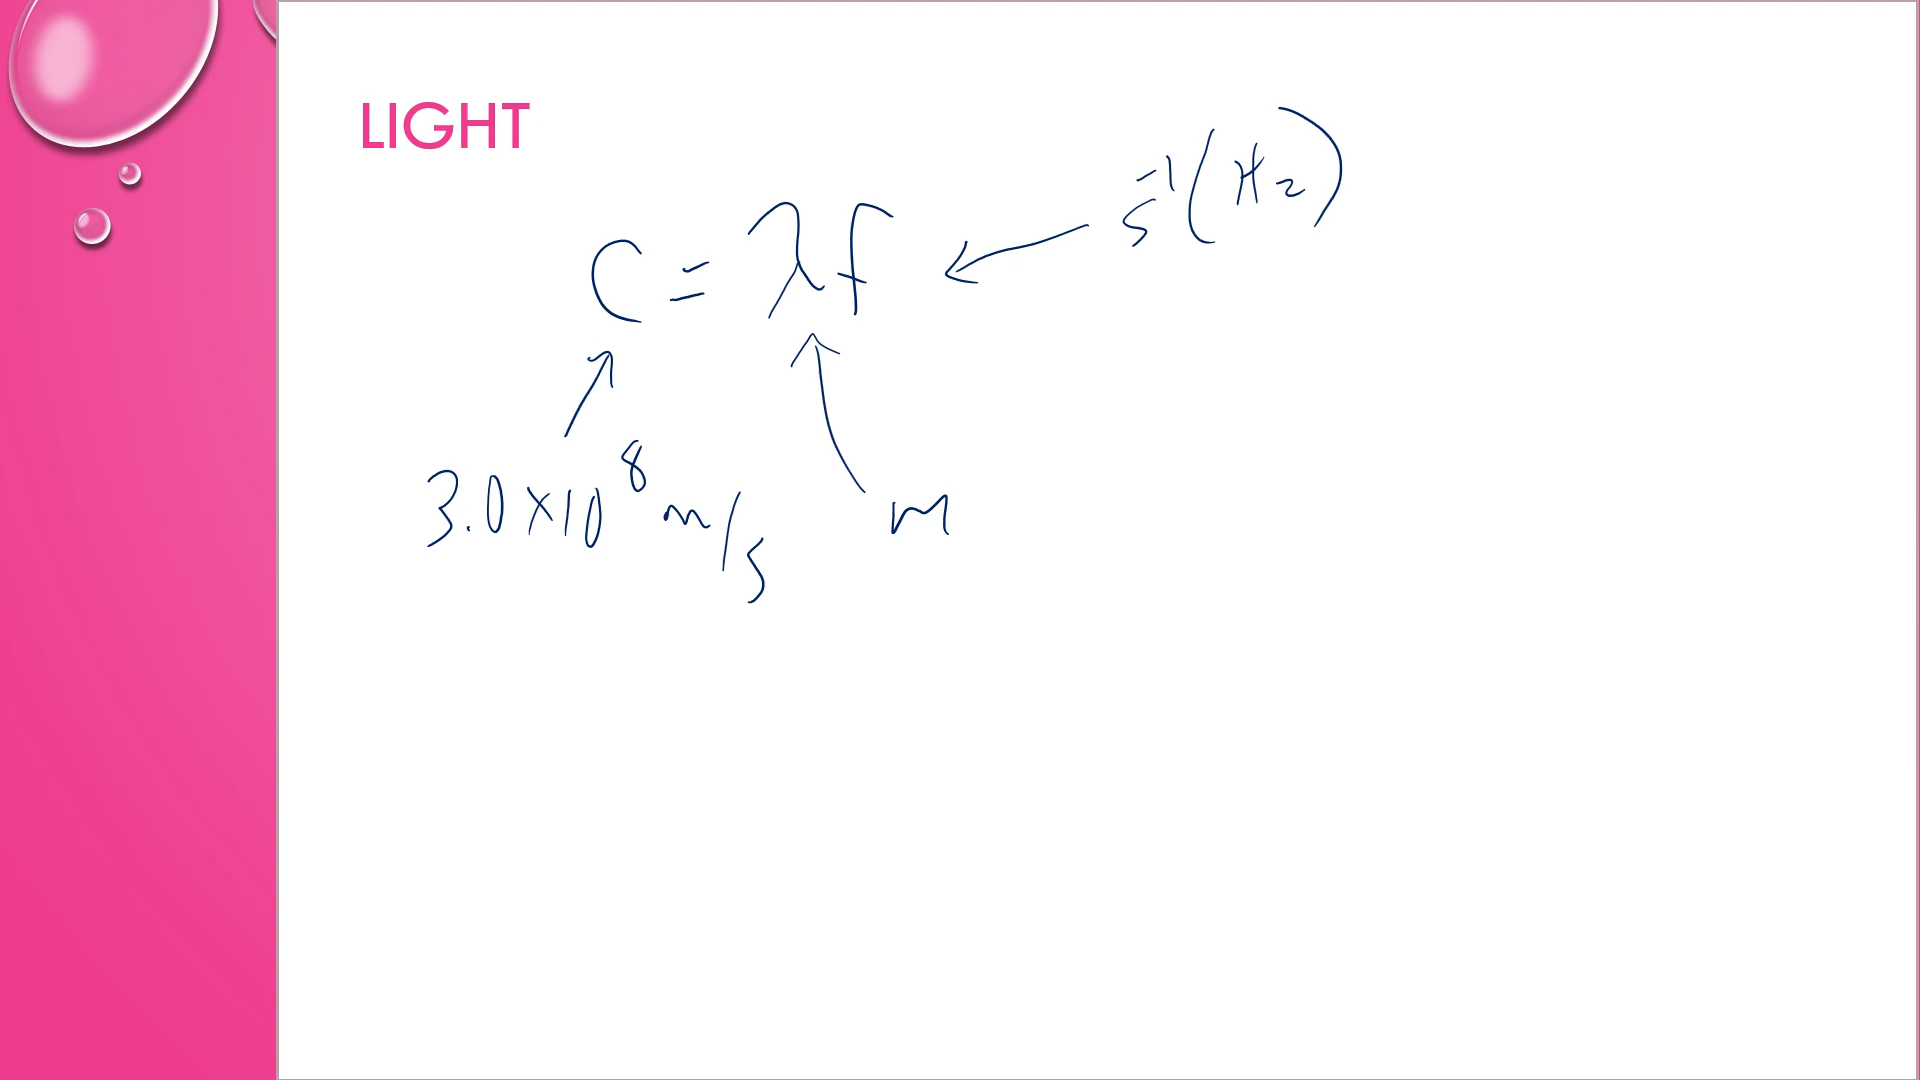 LIGHT
s⁻¹ (Hz)
c = λf
3.0×10⁸ m/s
m